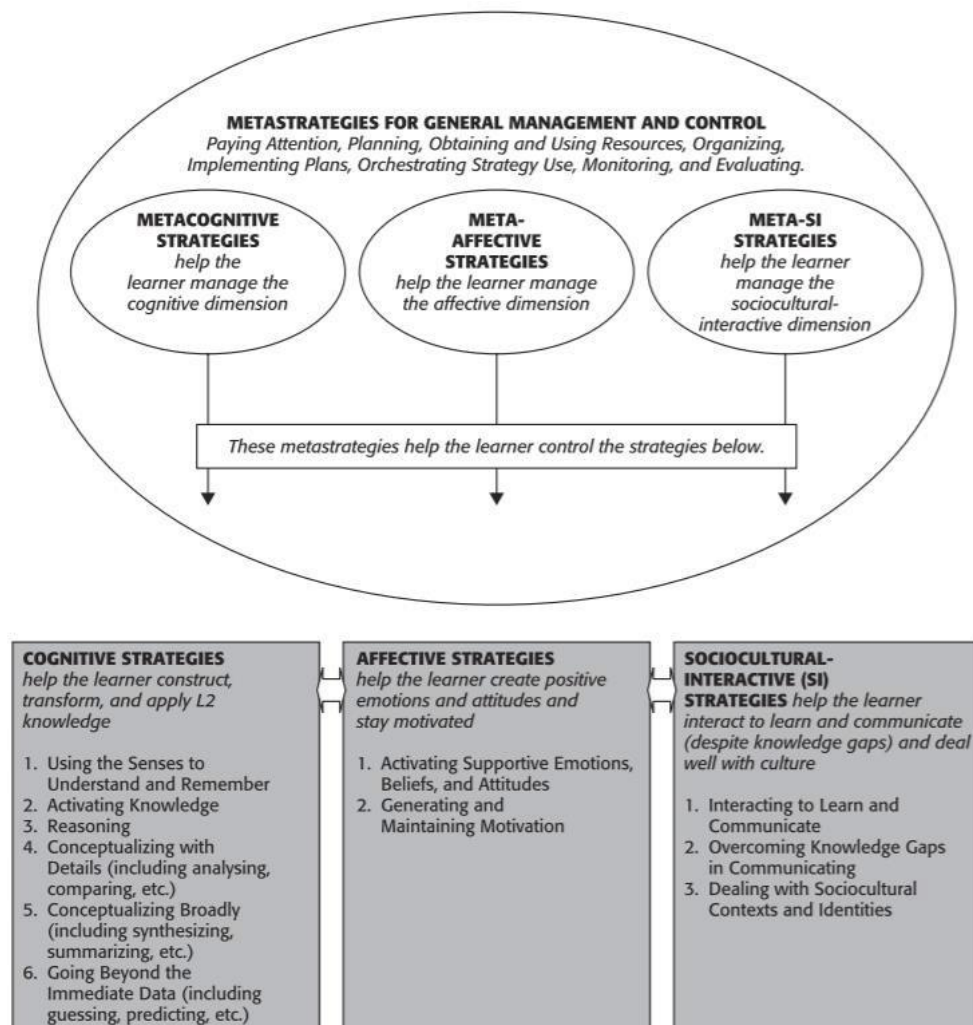 METASTRATEGIES FOR GENERAL MANAGEMENT AND CONTROL
Paying Attention, Planning, Obtaining and Using Resources, Organizing,
Implementing Plans, Orchestrating Strategy Use, Monitoring, and Evaluating.
METACOGNITIVE
STRATEGIES
help the
learner manage the
cognitive dimension
META-
AFFECTIVE
STRATEGIES
help the learner manage
the affective dimension
META-SI
STRATEGIES
help the learner
manage the
sociocultural-
interactive dimension
These metastrategies help the learner control the strategies below.
COGNITIVE STRATEGIES
help the learner construct,
transform, and apply L2
knowledge
1. Using the Senses to
Understand and Remember
2. Activating Knowledge
3. Reasoning
4. Conceptualizing with
Details (including analysing,
comparing, etc.)
5. Conceptualizing Broadly
(including synthesizing,
summarizing, etc.)
6. Going Beyond the
Immediate Data (including
guessing, predicting, etc.)
AFFECTIVE STRATEGIES
help the learner create positive
emotions and attitudes and
stay motivated
1. Activating Supportive Emotions,
Beliefs, and Attitudes
2. Generating and
Maintaining Motivation
SOCIOCULTURAL-
INTERACTIVE (SI)
STRATEGIES help the learner
interact to learn and communicate
(despite knowledge gaps) and deal
well with culture
1. Interacting to Learn and
Communicate
2. Overcoming Knowledge Gaps
in Communicating
3. Dealing with Sociocultural
Contexts and Identities